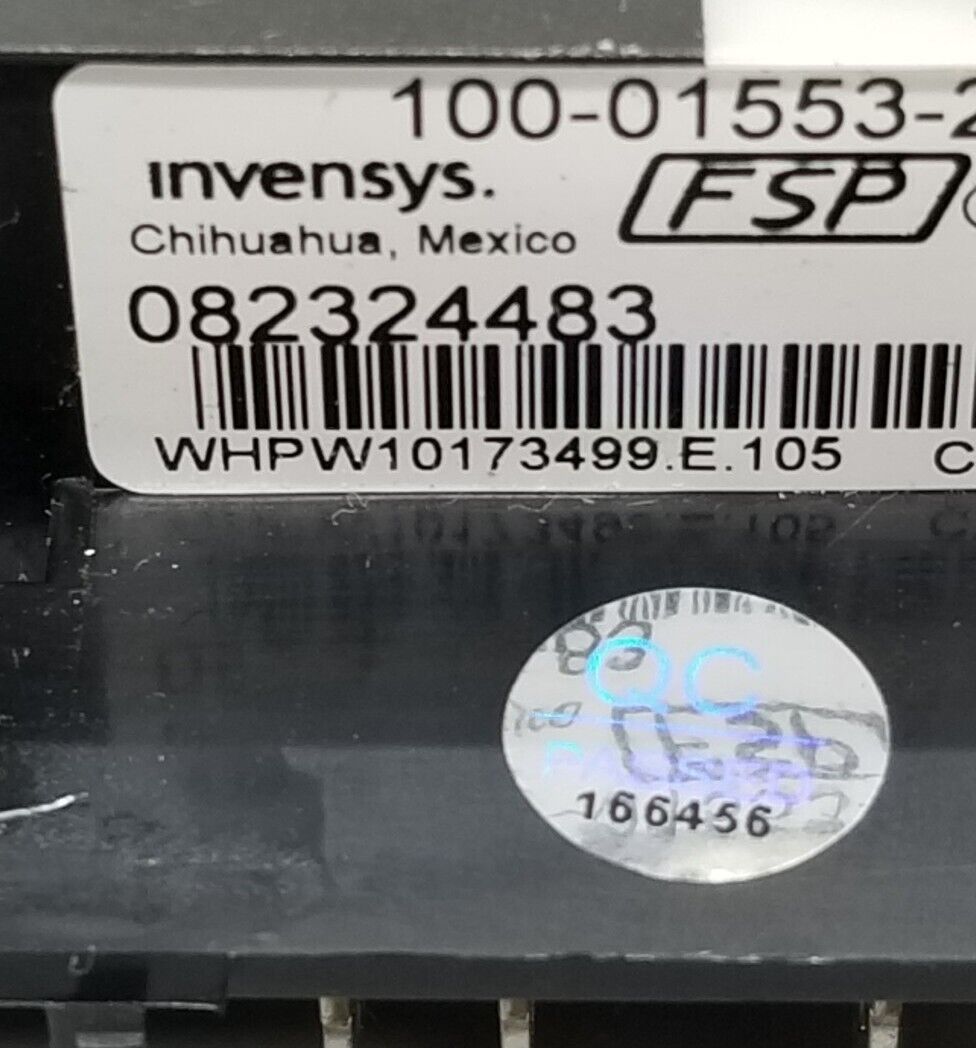 100-01553-2
invensys. FSP
Chihuahua, Mexico
082324483
WHPW10173499.E.105 C
QC
PASSED
166456